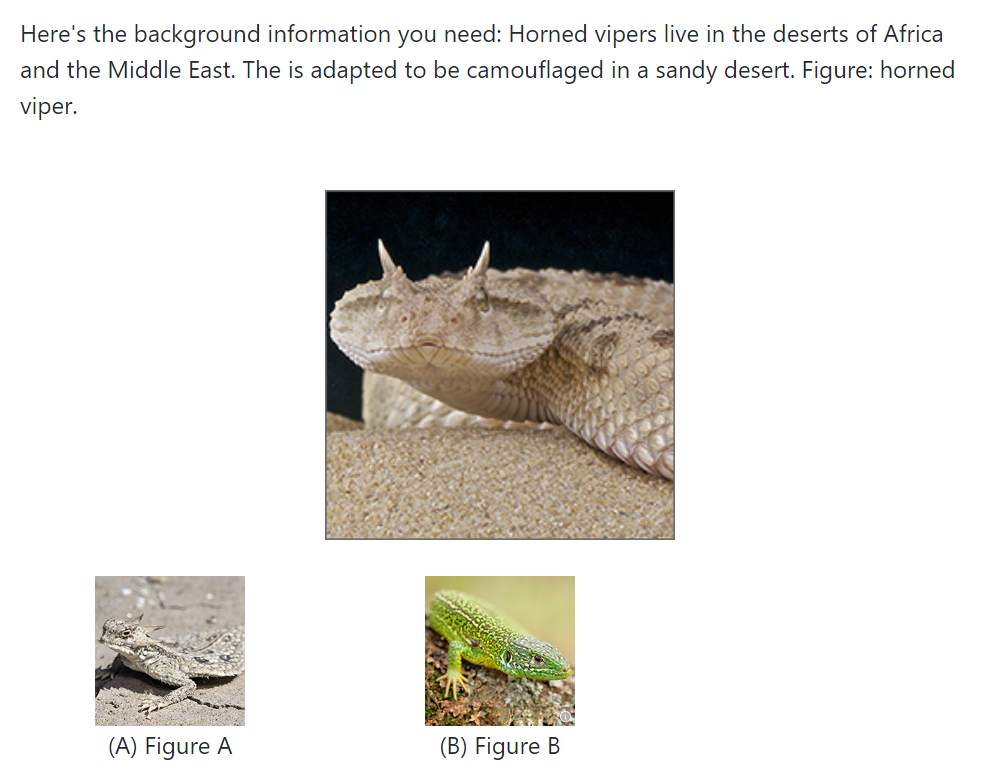 Here's the background information you need: Horned vipers live in the deserts of Africa
and the Middle East. The is adapted to be camouflaged in a sandy desert. Figure: horned
viper.
(A) Figure A
(B) Figure B